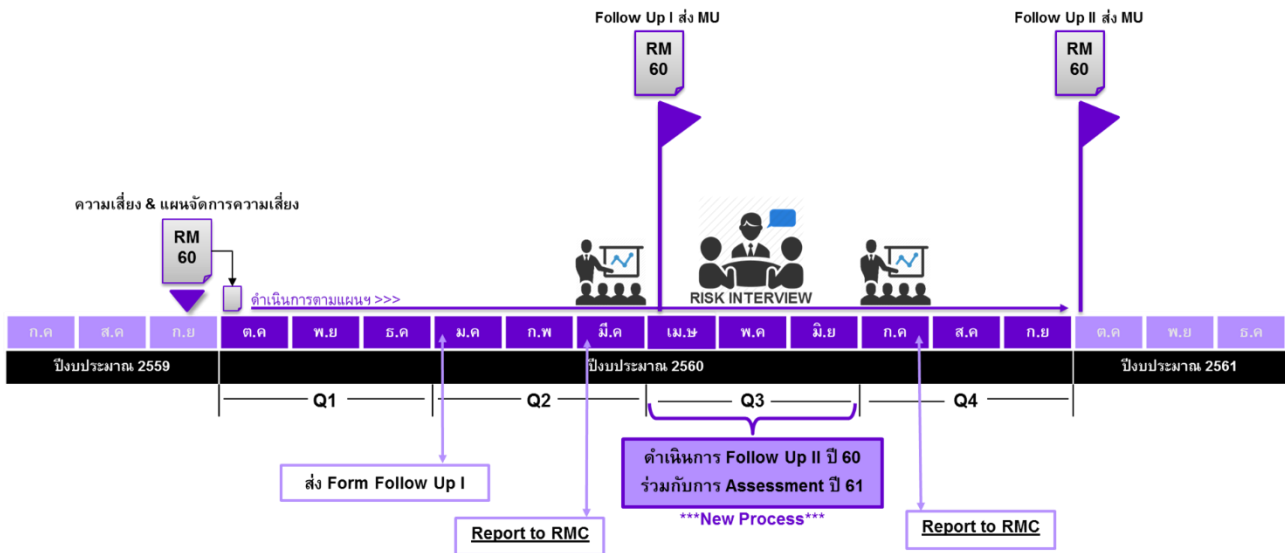 Follow Up I ส่ง MU
Follow Up II ส่ง MU
RM
60
RM
60
ความเสี่ยง & แผนจัดการความเสี่ยง
RM
60
RISK INTERVIEW
ดำเนินการตามแผนฯ >>>
ก.ค ส.ค ก.ย ต.ค พ.ย ธ.ค ม.ค ก.พ มี.ค เม.ษ พ.ค มิ.ย ก.ค ส.ค ก.ย ต.ค พ.ย ธ.ค
ปีงบประมาณ 2559 ปีงบประมาณ 2560 ปีงบประมาณ 2561
Q1 Q2 Q3 Q4
ส่ง Form Follow Up I
ดำเนินการ Follow Up II ปี 60
ร่วมกับการ Assessment ปี 61
***New Process***
Report to RMC
Report to RMC